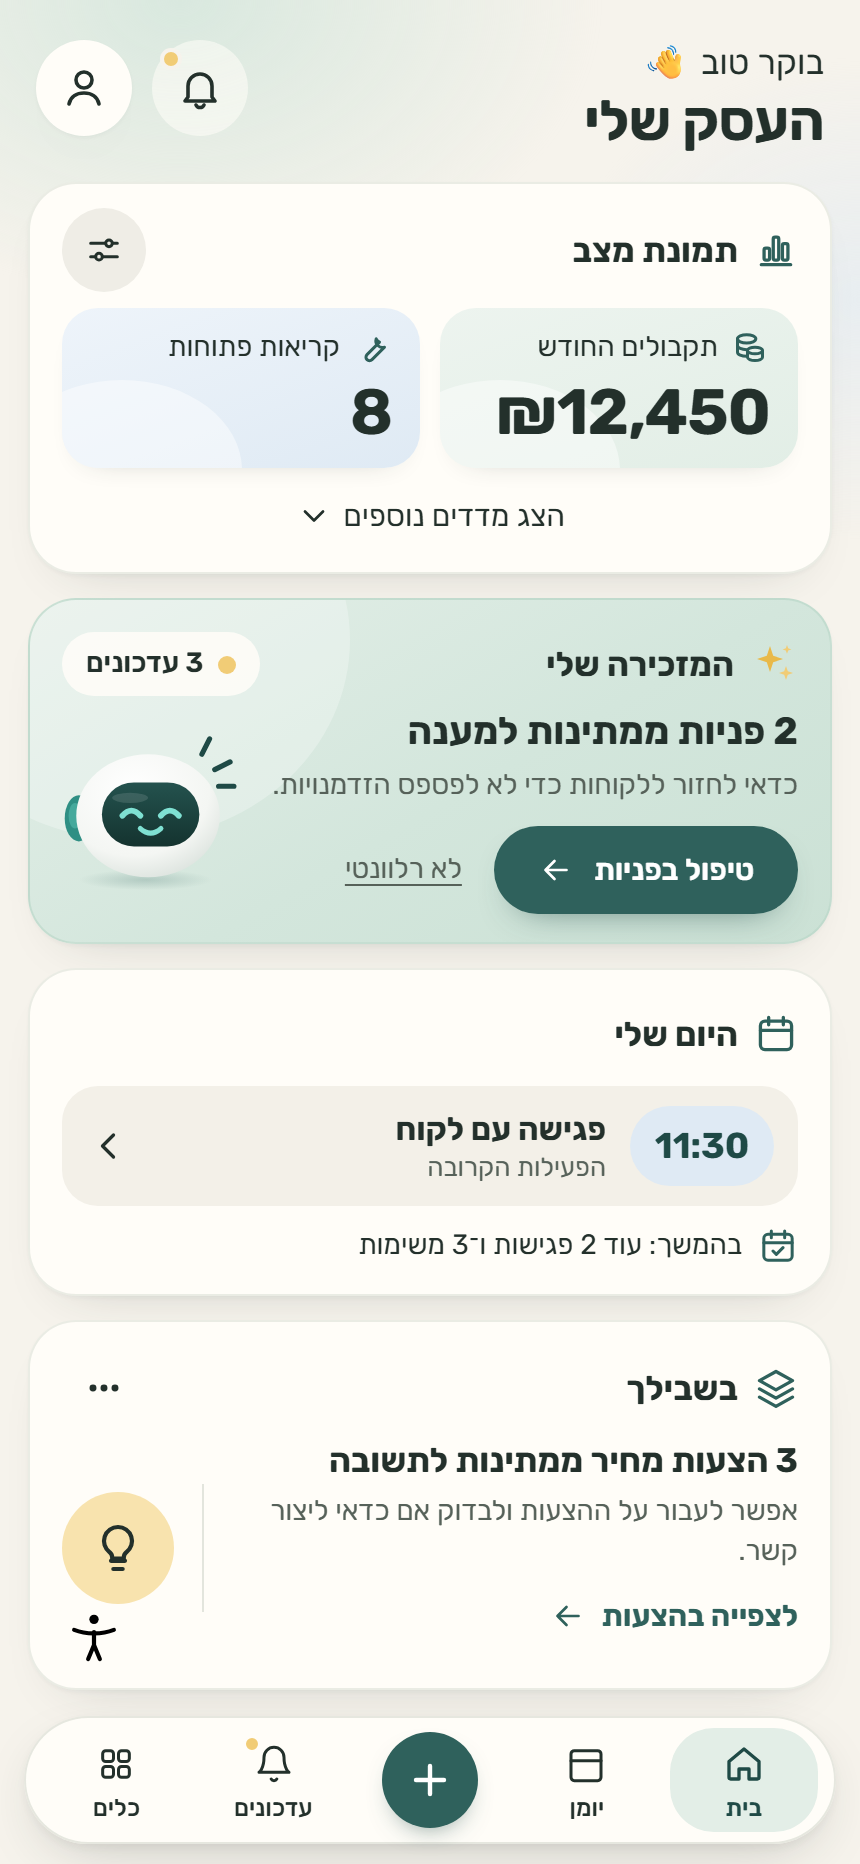 בוקר טוב 👋
העסק שלי
תמונת מצב
תקבולים החודש
₪12,450
קריאות פתוחות
8
הצג מדדים נוספים
המזכירה שלי
3 עדכונים
2 פניות ממתינות למענה
כדאי לחזור ללקוחות כדי לא לפספס הזדמנויות.
טיפול בפניות
לא רלוונטי
היום שלי
11:30
פגישה עם לקוח
הפעילות הקרובה
בהמשך: עוד 2 פגישות ו־3 משימות
בשבילך
3 הצעות מחיר ממתינות לתשובה
אפשר לעבור על ההצעות ולבדוק אם כדאי ליצור
קשר.
לצפייה בהצעות
בית
יומן
עדכונים
כלים